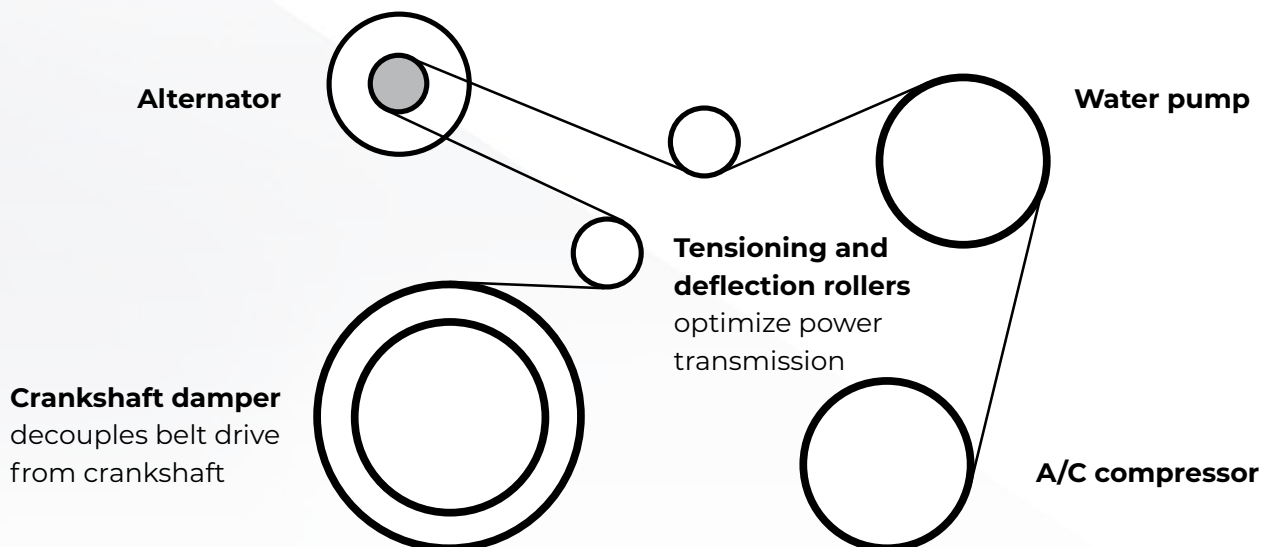 Alternator
Water pump
Tensioning and
deflection rollers
optimize power
transmission
Crankshaft damper
decouples belt drive
from crankshaft
A/C compressor